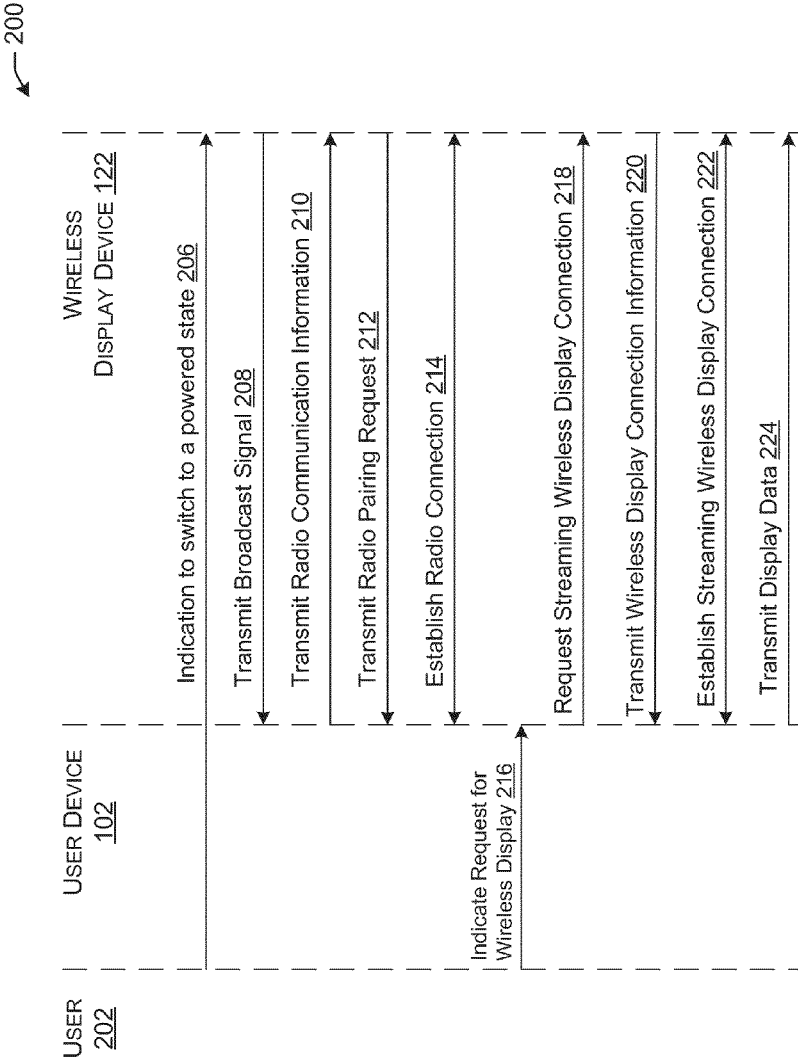 200
USER
202
USER DEVICE
102
WIRELESS
DISPLAY DEVICE 122
Indication to switch to a powered state 206
Transmit Broadcast Signal 208
Transmit Radio Communication Information 210
Transmit Radio Pairing Request 212
Establish Radio Connection 214
Indicate Request for
Wireless Display 216
Request Streaming Wireless Display Connection 218
Transmit Wireless Display Connection Information 220
Establish Streaming Wireless Display Connection 222
Transmit Display Data 224